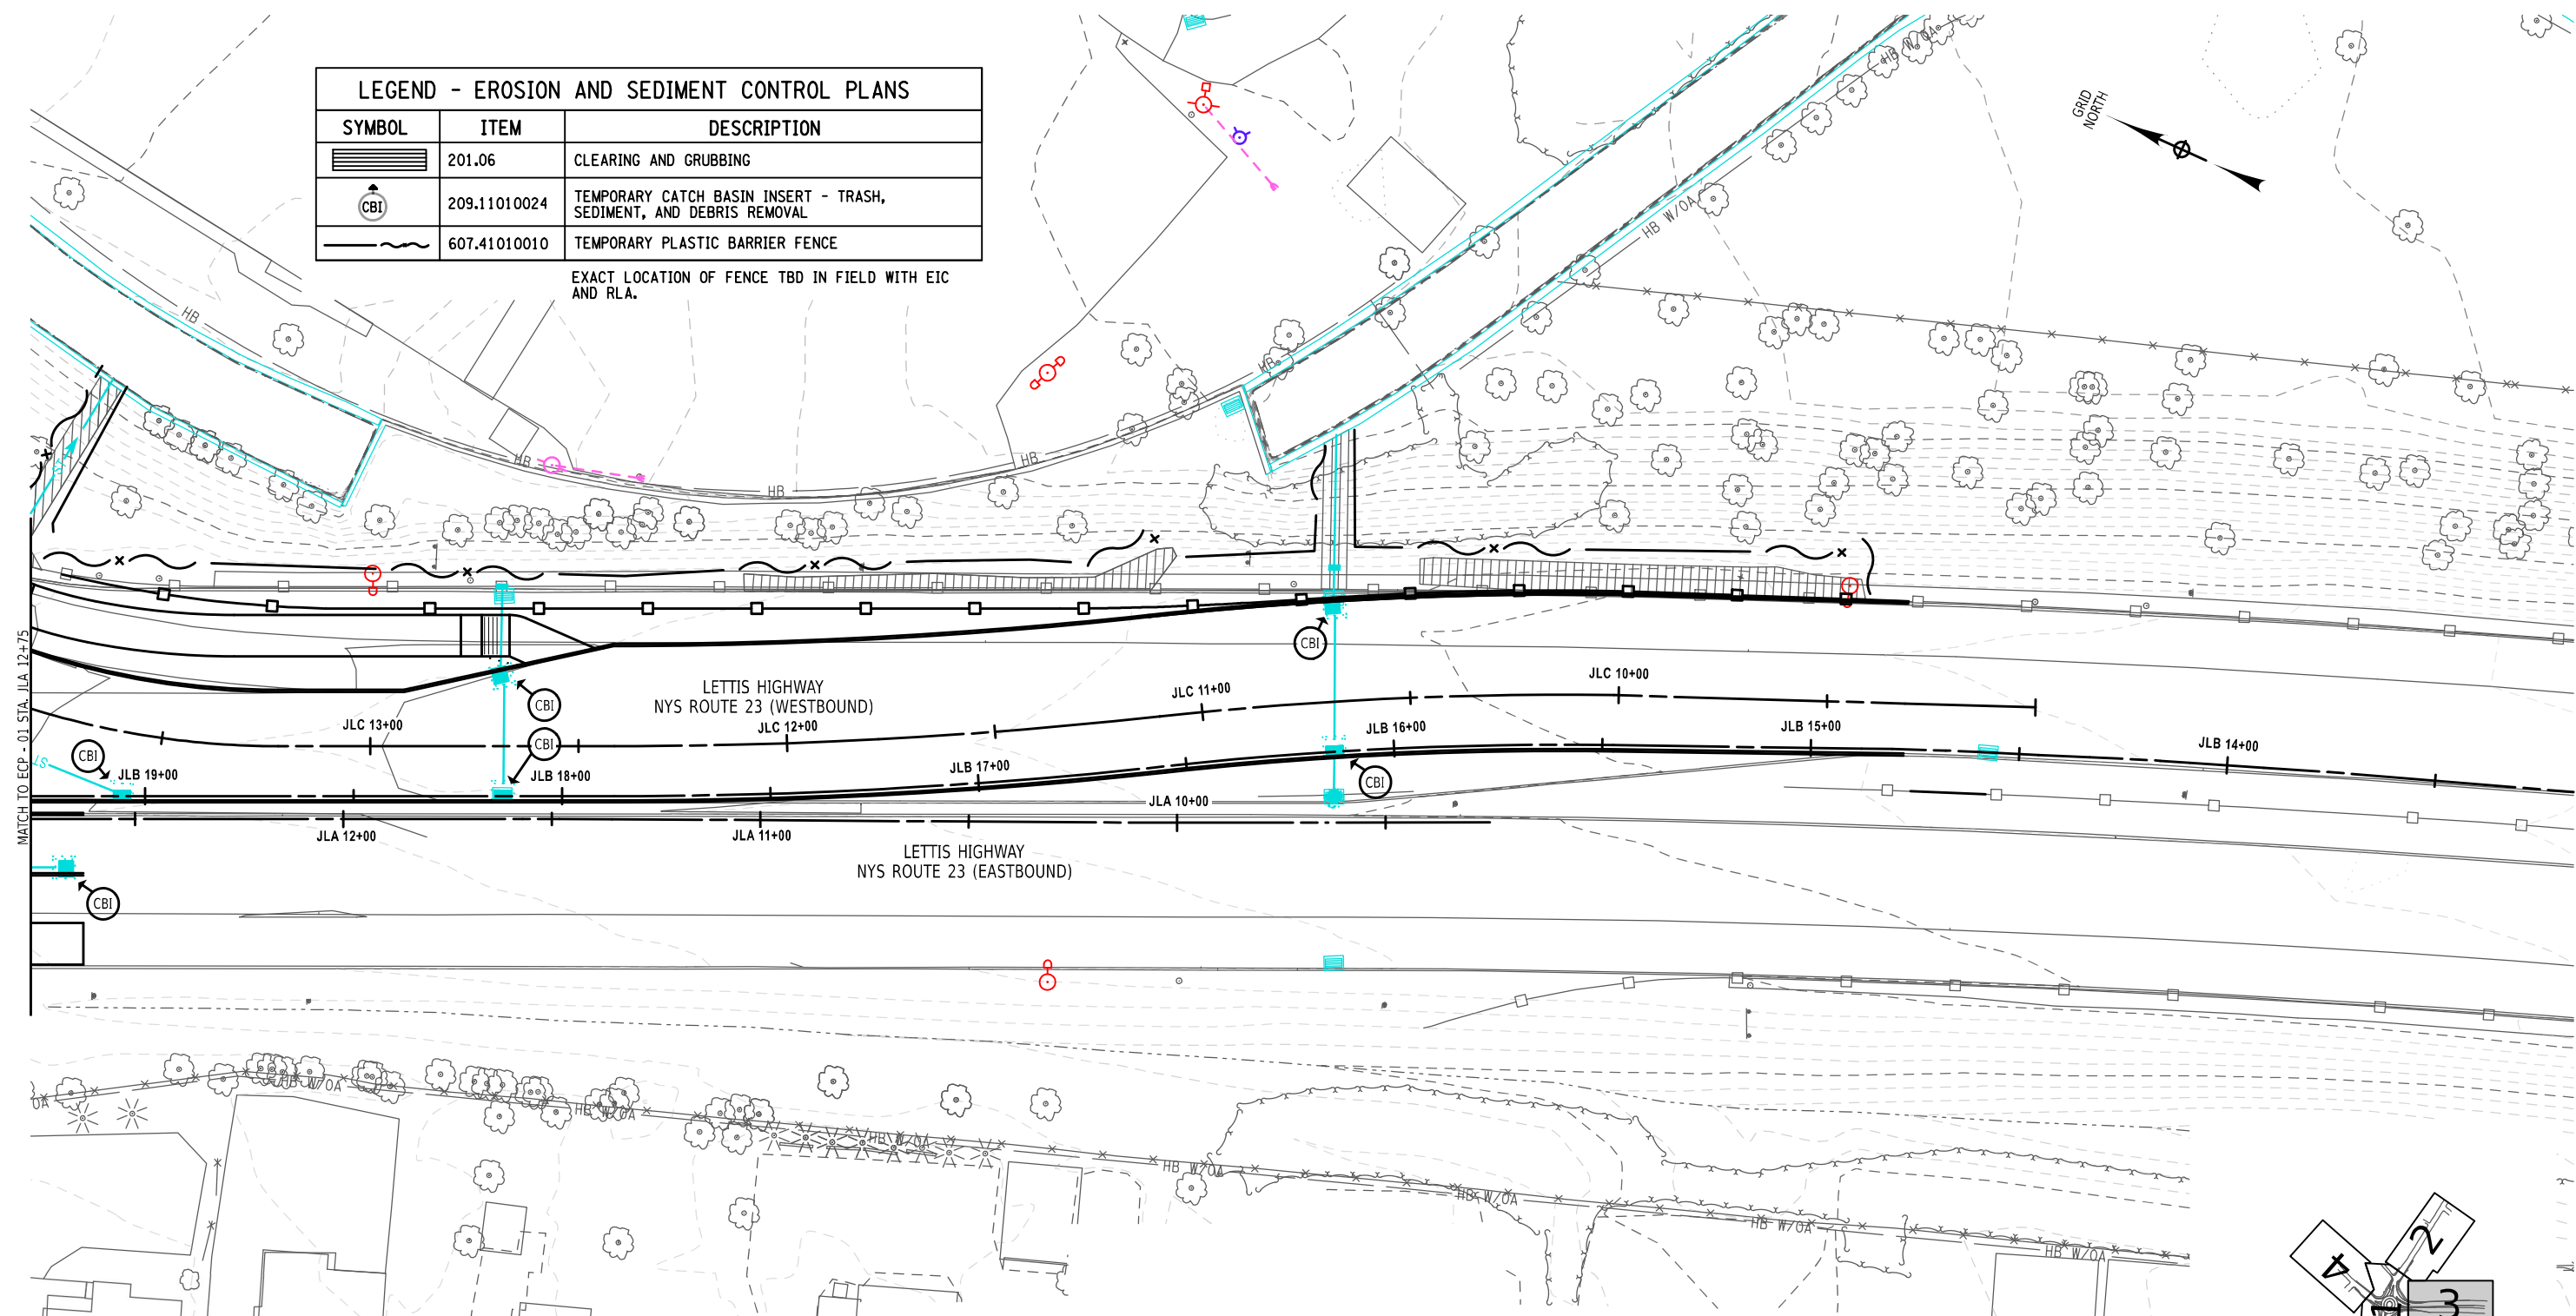 LEGEND - EROSION AND SEDIMENT CONTROL PLANS
SYMBOL ITEM DESCRIPTION
201.06 CLEARING AND GRUBBING
CBI 209.11010024 TEMPORARY CATCH BASIN INSERT - TRASH,
SEDIMENT, AND DEBRIS REMOVAL
607.41010010 TEMPORARY PLASTIC BARRIER FENCE
EXACT LOCATION OF FENCE TBD IN FIELD WITH EIC
AND RLA.
GRID
NORTH
HB W/OA
HB W/OA
HB
HB
HB
HB
HB
ST
MATCH TO ECP - 01 STA. JLA 12+75
CBI
LETTIS HIGHWAY
NYS ROUTE 23 (WESTBOUND)
JLC 10+00
JLC 11+00
CBI
JLC 13+00
JLC 12+00
JLB 16+00
JLB 15+00
JLB 14+00
CBI
CBI
LS
JLB 19+00
JLB 18+00
JLB 17+00
CBI
JLA 10+00
JLA 12+00
JLA 11+00
LETTIS HIGHWAY
NYS ROUTE 23 (EASTBOUND)
CBI
OA
HB W/OA
HB W/OA
HB W/OA
HB W/OA
HB W/OA
HB W/OA
HB W/OA
4
2
1
3